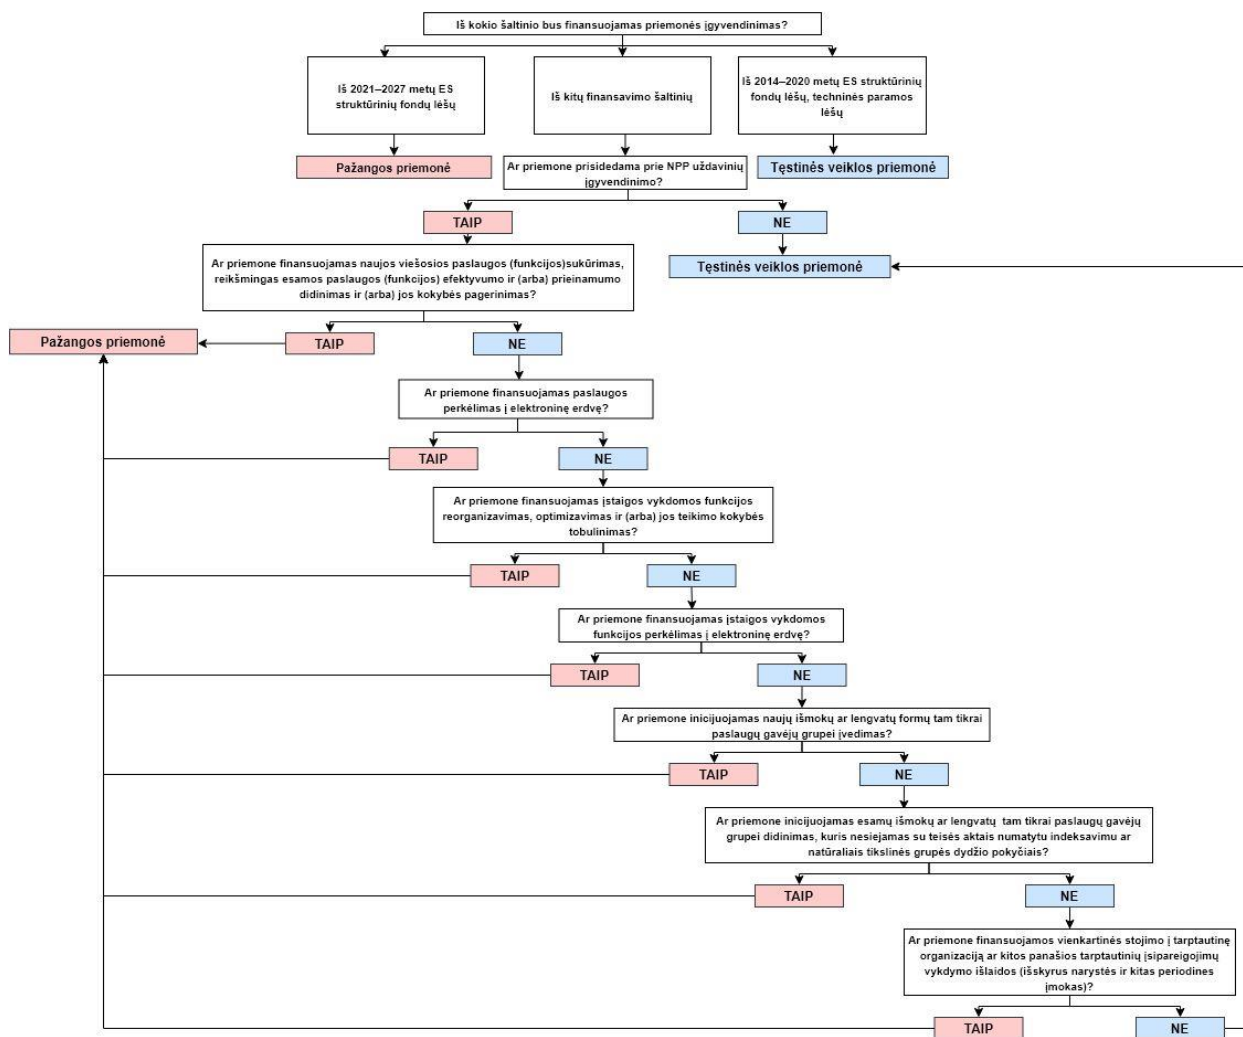 Iš kokio šaltinio bus finansuojamas priemonės įgyvendinimas?
Iš 2021–2027 metų ES
struktūrinių fondų lėšų
Iš kitų finansavimo šaltinių
Iš 2014–2020 metų ES struktūrinių
fondų lėšų, techninės paramos
lėšų
Pažangos priemonė
Ar priemone prisidedama prie NPP uždavinių
įgyvendinimo?
Tęstinės veiklos priemonė
TAIP
NE
Ar priemone finansuojamas naujos viešosios paslaugos (funkcijos)sukūrimas,
reikšmingas esamos paslaugos (funkcijos) efektyvumo ir (arba) prieinamumo
didinimas ir (arba) jos kokybės pagerinimas?
Tęstinės veiklos priemonė
Pažangos priemonė
TAIP
NE
Ar priemone finansuojamas paslaugos
perkėlimas į elektroninę erdvę?
TAIP
NE
Ar priemone finansuojamas įstaigos vykdomos funkcijos
reorganizavimas, optimizavimas ir (arba) jos teikimo kokybės
tobulinimas?
TAIP
NE
Ar priemone finansuojamas įstaigos vykdomos
funkcijos perkėlimas į elektroninę erdvę?
TAIP
NE
Ar priemone inicijuojamas naujų išmokų ar lengvatų formų tam tikrai
paslaugų gavėjų grupei įvedimas?
TAIP
NE
Ar priemone inicijuojamas esamų išmokų ar lengvatų tam tikrai paslaugų gavėjų
grupei didinimas, kuris nesiejamas su teisės aktais numatytu indeksavimu ar
natūraliais tikslinės grupės dydžio pokyčiais?
TAIP
NE
Ar priemone finansuojamos vienkartinės stojimo į tarptautinę
organizaciją ar kitos panašios tarptautinių įsipareigojimų
vykdymo išlaidos (išskyrus narystės ir kitas periodines
įmokas)?
TAIP
NE